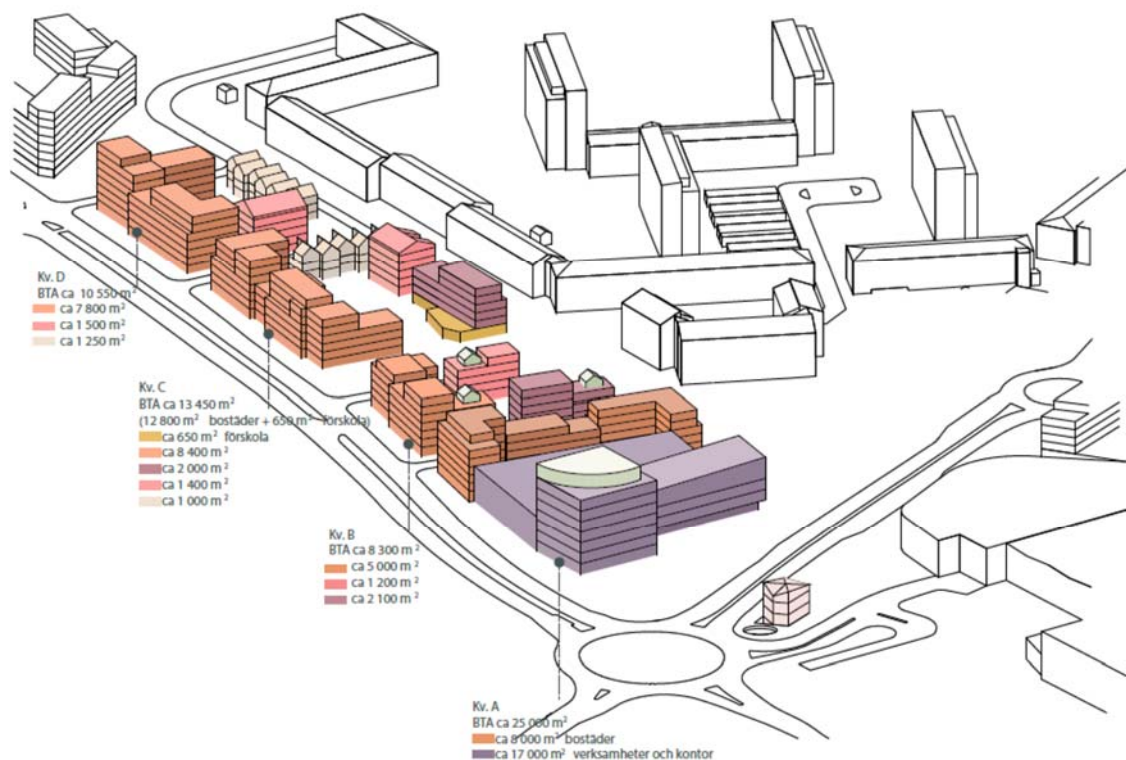 Kv. D
BTA ca 10 550 m²
ca 7 800 m²
ca 1 500 m²
ca 1 250 m²
Kv. C
BTA ca 13 450 m²
(12 800 m² bostäder + 650 m² förskola)
ca 650 m² förskola
ca 8 400 m²
ca 2 000 m²
ca 1 400 m²
ca 1 000 m²
Kv. B
BTA ca 8 300 m²
ca 5 000 m²
ca 1 200 m²
ca 2 100 m²
Kv. A
BTA ca 25 000 m²
ca 8 000 m² bostäder
ca 17 000 m² verksamheter och kontor